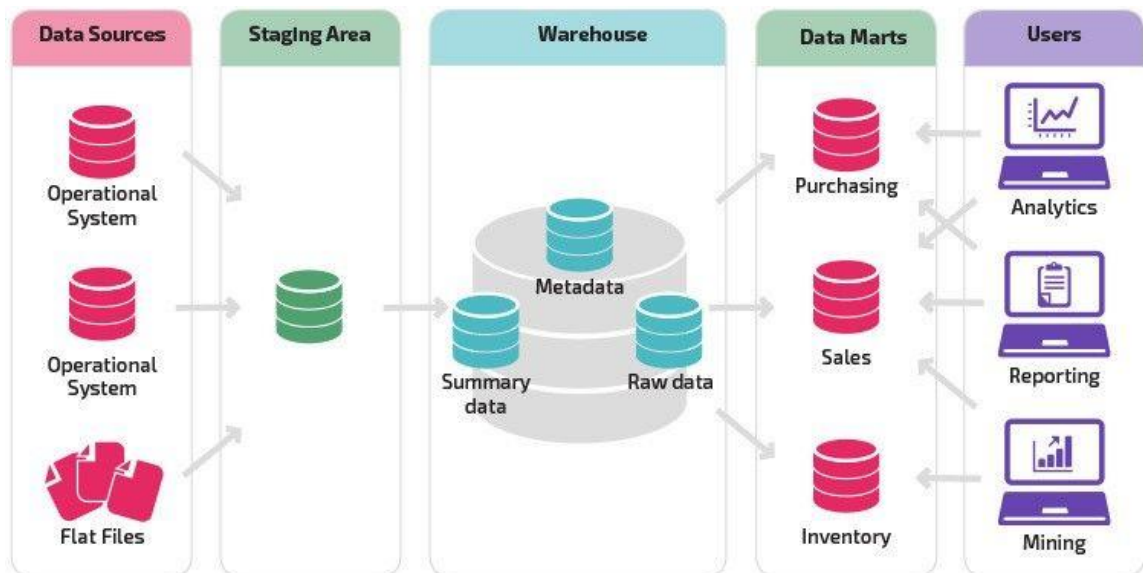 Data Sources
Staging Area
Warehouse
Data Marts
Users
Operational
System
Operational
System
Flat Files
Metadata
Summary
data
Raw data
Purchasing
Sales
Inventory
Analytics
Reporting
Mining